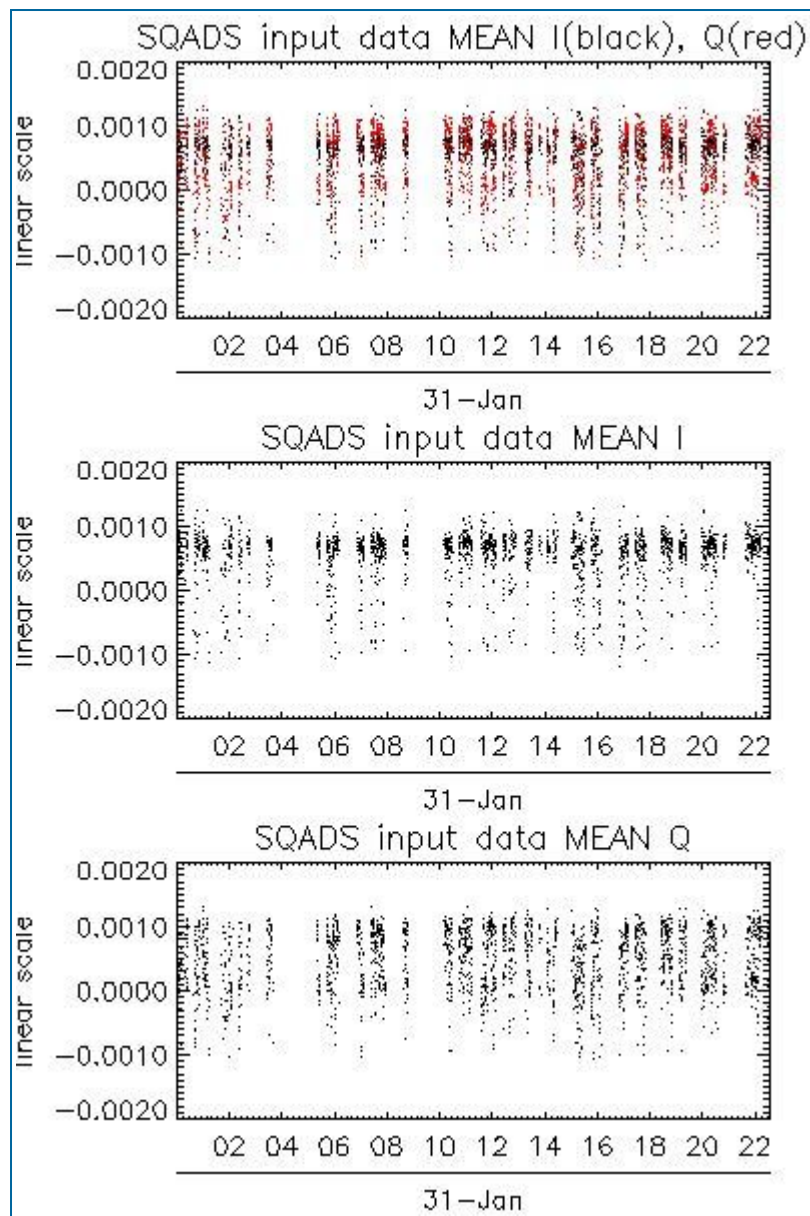 SQADS input data MEAN I(black), Q(red)
0.0020
0.0010
0.0000
-0.0010
-0.0020
linear scale
02 04 06 08 10 12 14 16 18 20 22
31-Jan
SQADS input data MEAN I
0.0020
0.0010
0.0000
-0.0010
-0.0020
linear scale
02 04 06 08 10 12 14 16 18 20 22
31-Jan
SQADS input data MEAN Q
0.0020
0.0010
0.0000
-0.0010
-0.0020
linear scale
02 04 06 08 10 12 14 16 18 20 22
31-Jan